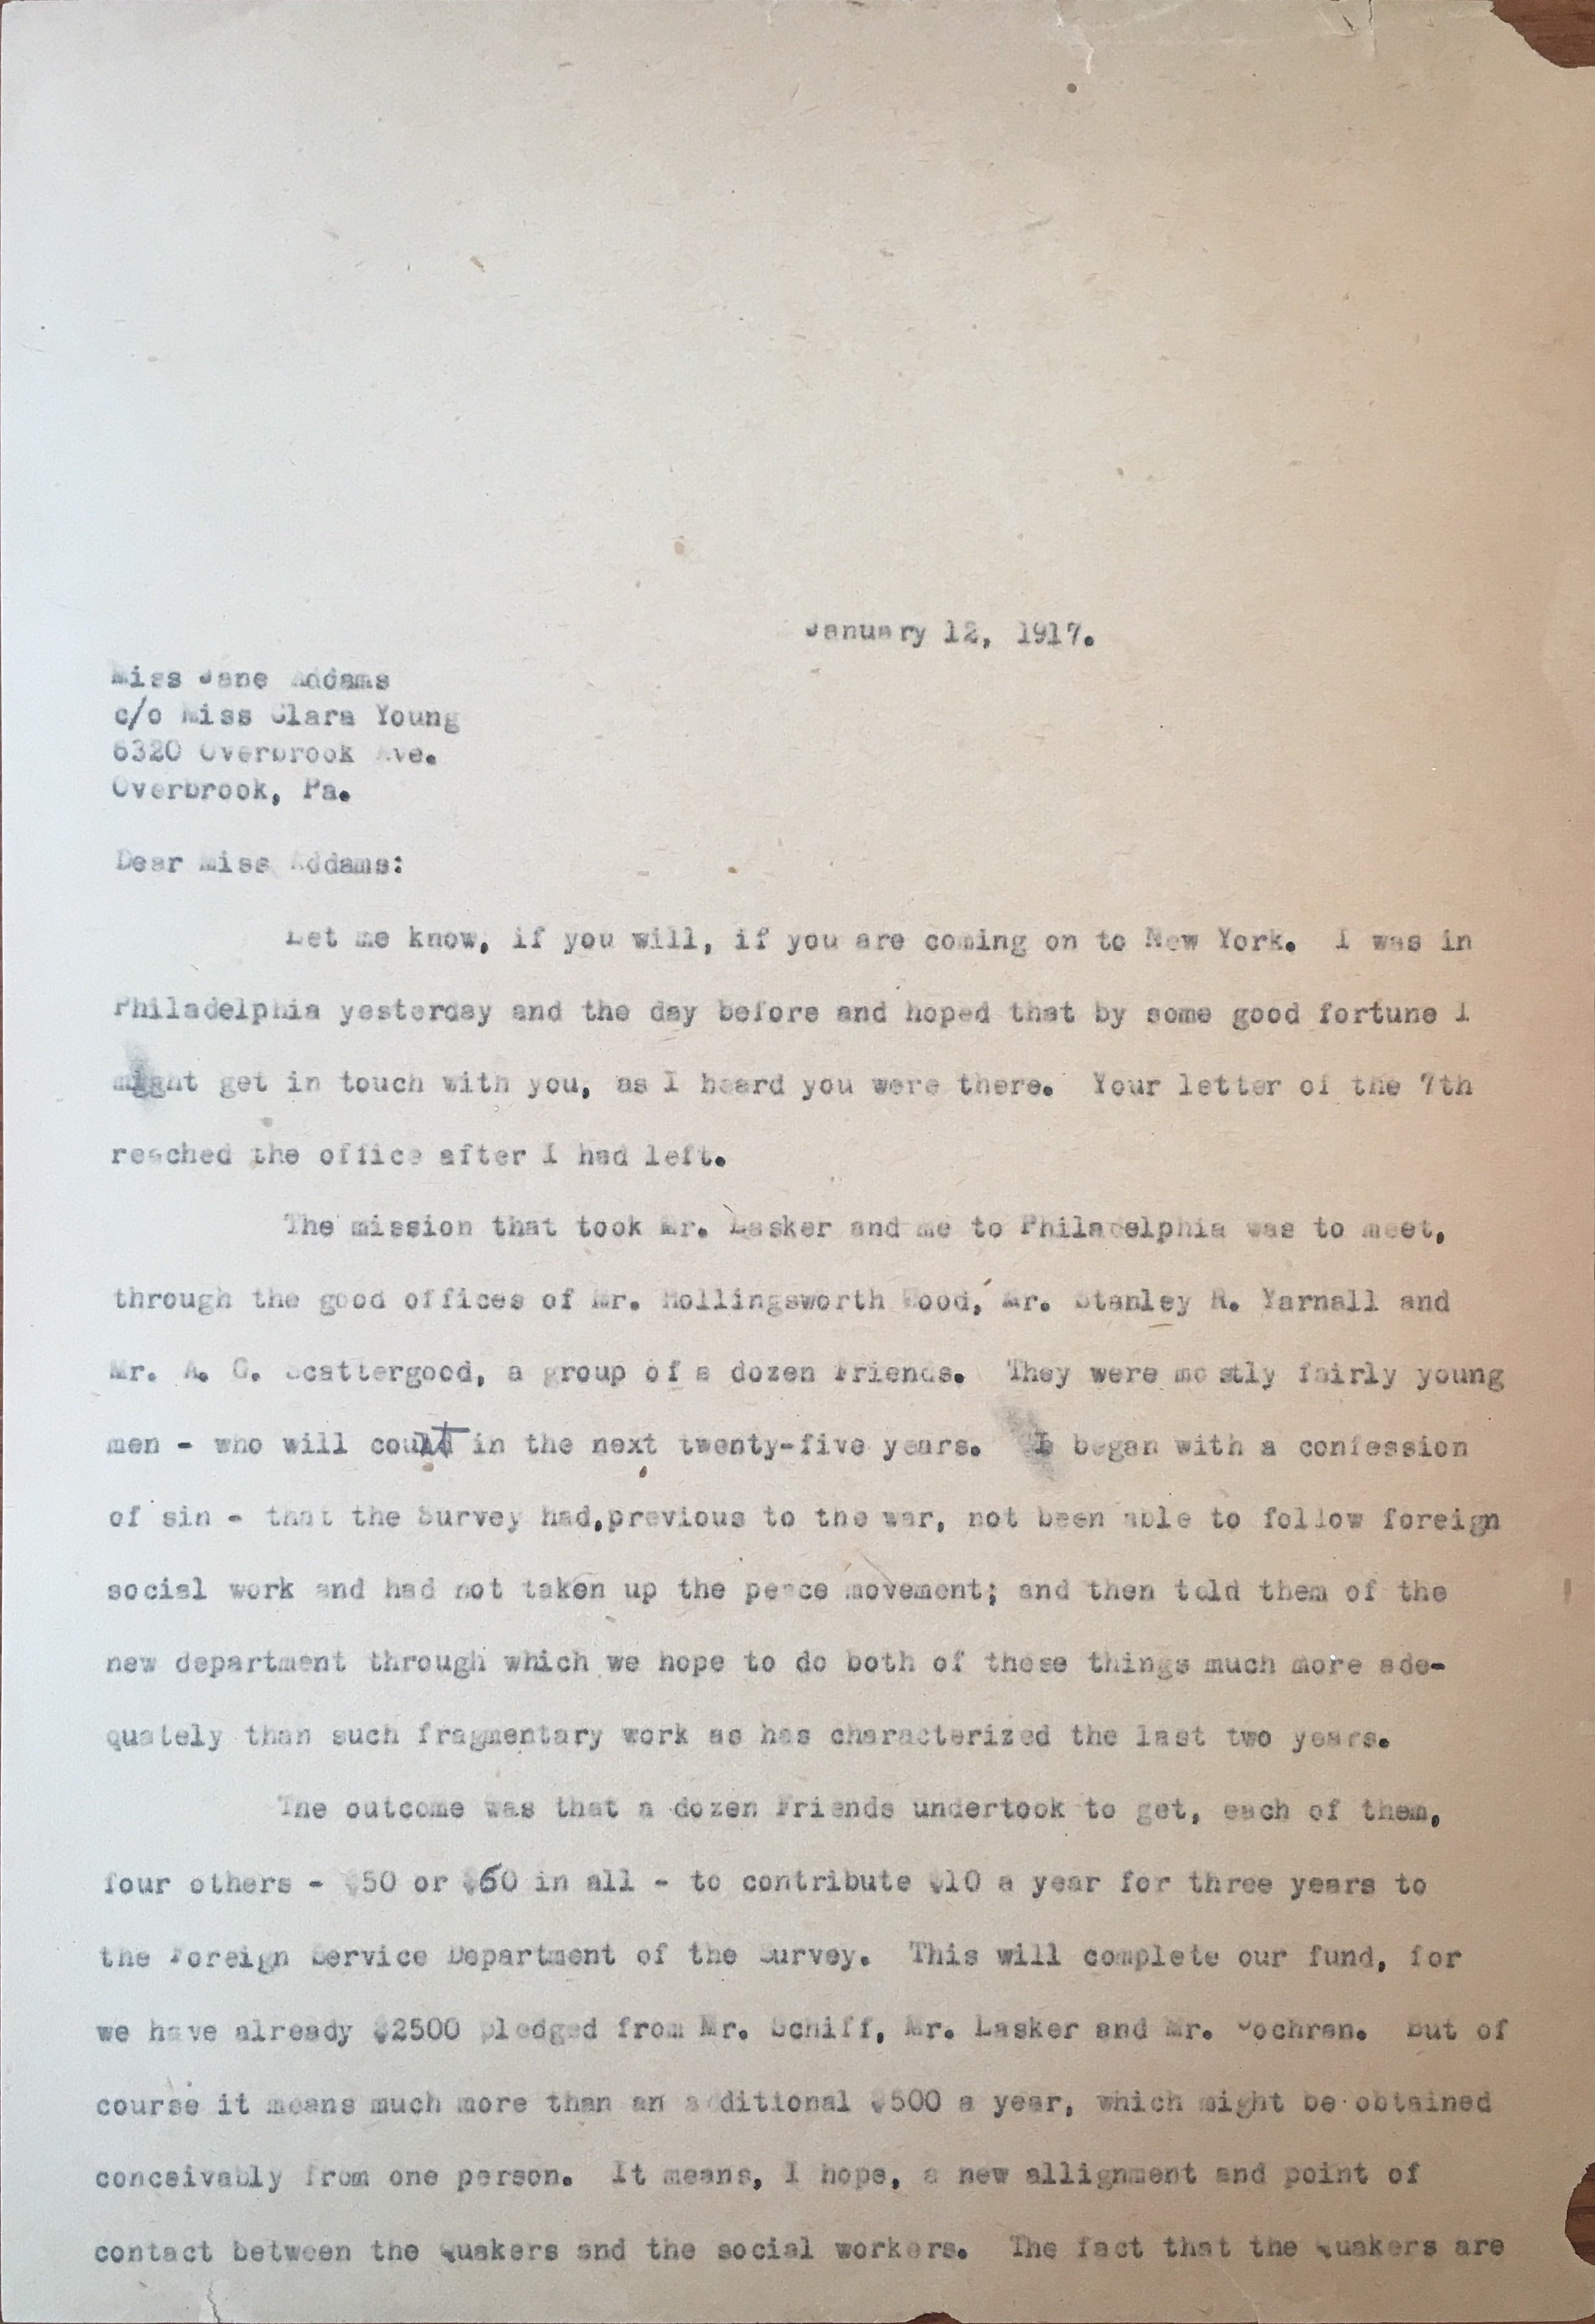 January 12, 1917.
Miss Jane Addams
c/o Miss Clara Young
6320 Overbrook Ave.
Overbrook, Pa.
Dear Miss Addams:
Let me know, if you will, if you are coming on to New York. I was in
Philadelphia yesterday and the day before and hoped that by some good fortune I
might get in touch with you, as I heard you were there. Your letter of the 7th
reached the office after I had left.
The mission that took Mr. Lasker and me to Philadelphia was to meet,
through the good offices of Mr. Hollingsworth Wood, Mr. Stanley R. Yarnall and
Mr. A. G. Scattergood, a group of a dozen Friends. They were mostly fairly young
men - who will count in the next twenty-five years. I began with a confession
of sin - that the Survey had, previous to the war, not been able to follow foreign
social work and had not taken up the peace movement; and then told them of the
new department through which we hope to do both of these things much more ade-
quately than such fragmentary work as has characterized the last two years.
The outcome was that a dozen Friends undertook to get, each of them,
four others - $50 or $60 in all - to contribute $10 a year for three years to
the Foreign Service Department of the Survey. This will complete our fund, for
we have already $2500 pledged from Mr. Schiff, Mr. Lasker and Mr. Cochran. But of
course it means much more than an additional $500 a year, which might be obtained
conceivably from one person. It means, I hope, a new allignment and point of
contact between the Quakers and the social workers. The fact that the Quakers are